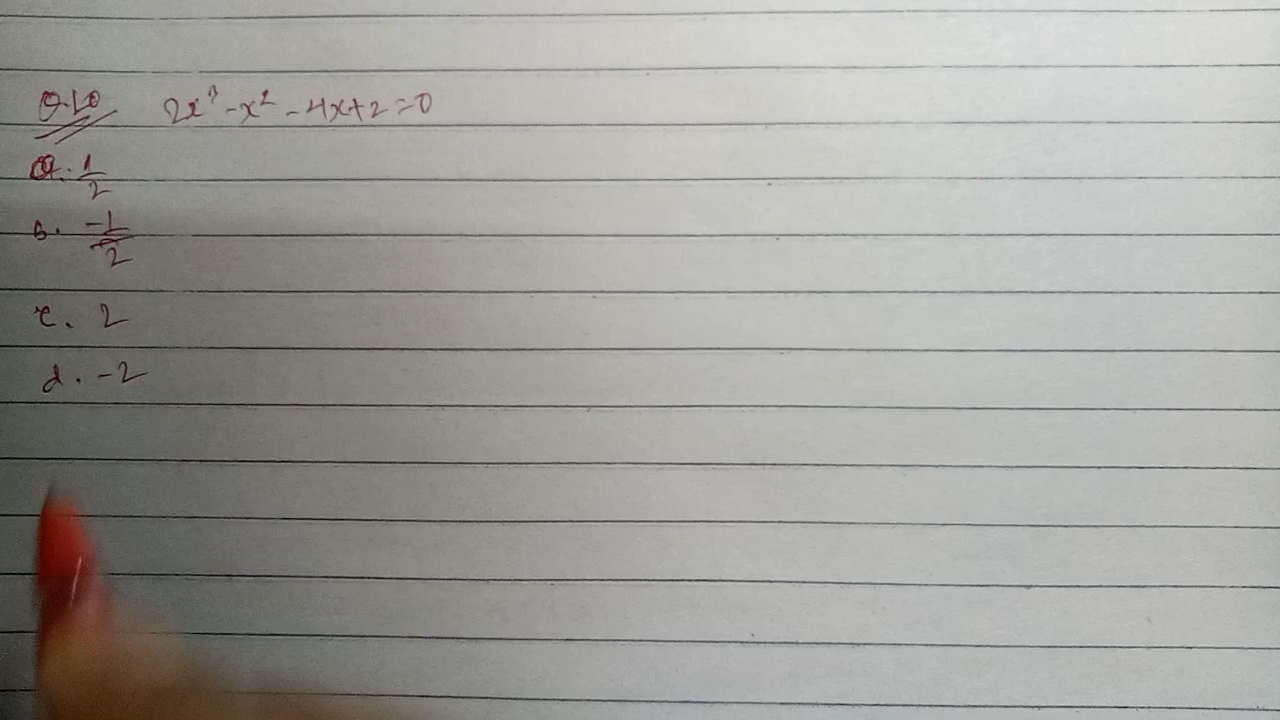 Q.10 2x³-x²-4x+2=0
a. 1/2
b. -1/2
c. 2
d. -2